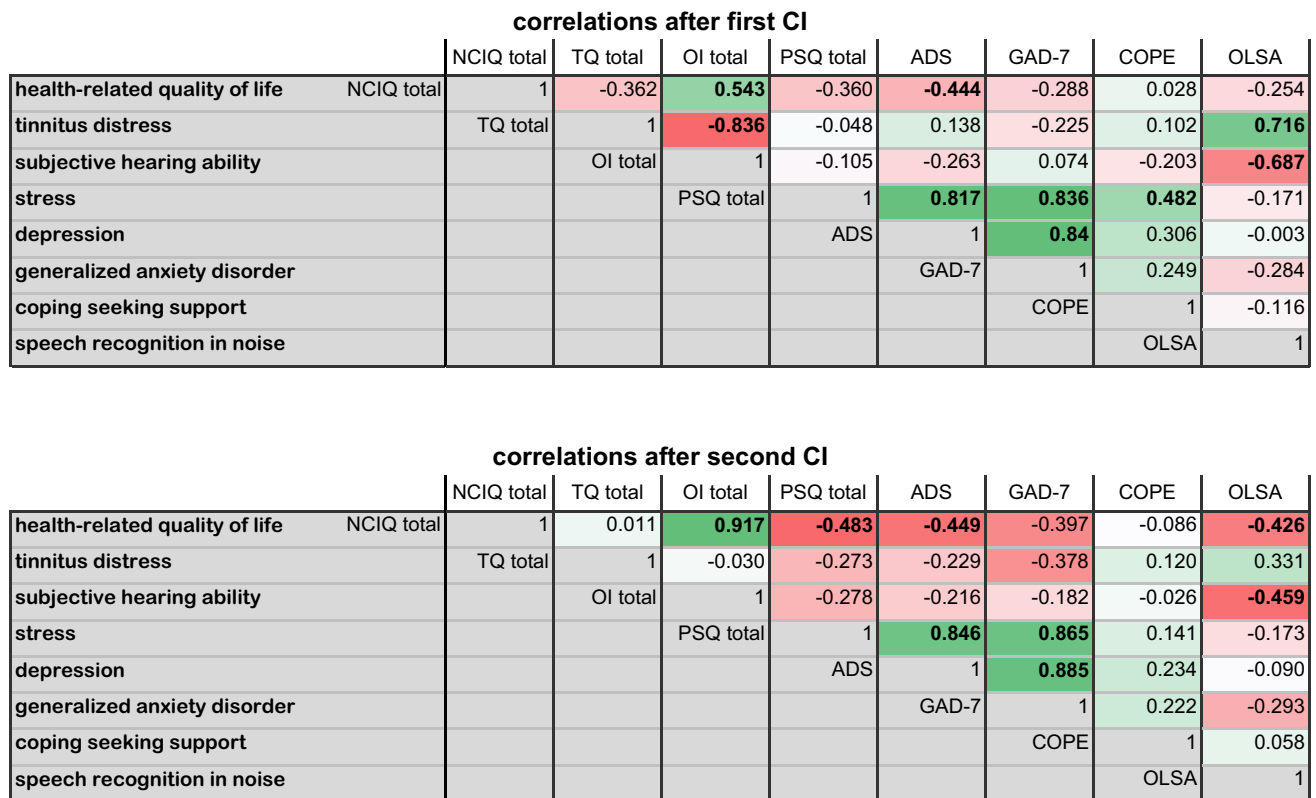 correlations after first CI
NCIQ total TQ total OI total PSQ total ADS GAD-7 COPE OLSA
health-related quality of life NCIQ total 1 -0.362 0.543 -0.360 -0.444 -0.288 0.028 -0.254
tinnitus distress TQ total 1 -0.836 -0.048 0.138 -0.225 0.102 0.716
subjective hearing ability OI total 1 -0.105 -0.263 0.074 -0.203 -0.687
stress PSQ total 1 0.817 0.836 0.482 -0.171
depression ADS 1 0.84 0.306 -0.003
generalized anxiety disorder GAD-7 1 0.249 -0.284
coping seeking support COPE 1 -0.116
speech recognition in noise OLSA 1
correlations after second CI
NCIQ total TQ total OI total PSQ total ADS GAD-7 COPE OLSA
health-related quality of life NCIQ total 1 0.011 0.917 -0.483 -0.449 -0.397 -0.086 -0.426
tinnitus distress TQ total 1 -0.030 -0.273 -0.229 -0.378 0.120 0.331
subjective hearing ability OI total 1 -0.278 -0.216 -0.182 -0.026 -0.459
stress PSQ total 1 0.846 0.865 0.141 -0.173
depression ADS 1 0.885 0.234 -0.090
generalized anxiety disorder GAD-7 1 0.222 -0.293
coping seeking support COPE 1 0.058
speech recognition in noise OLSA 1